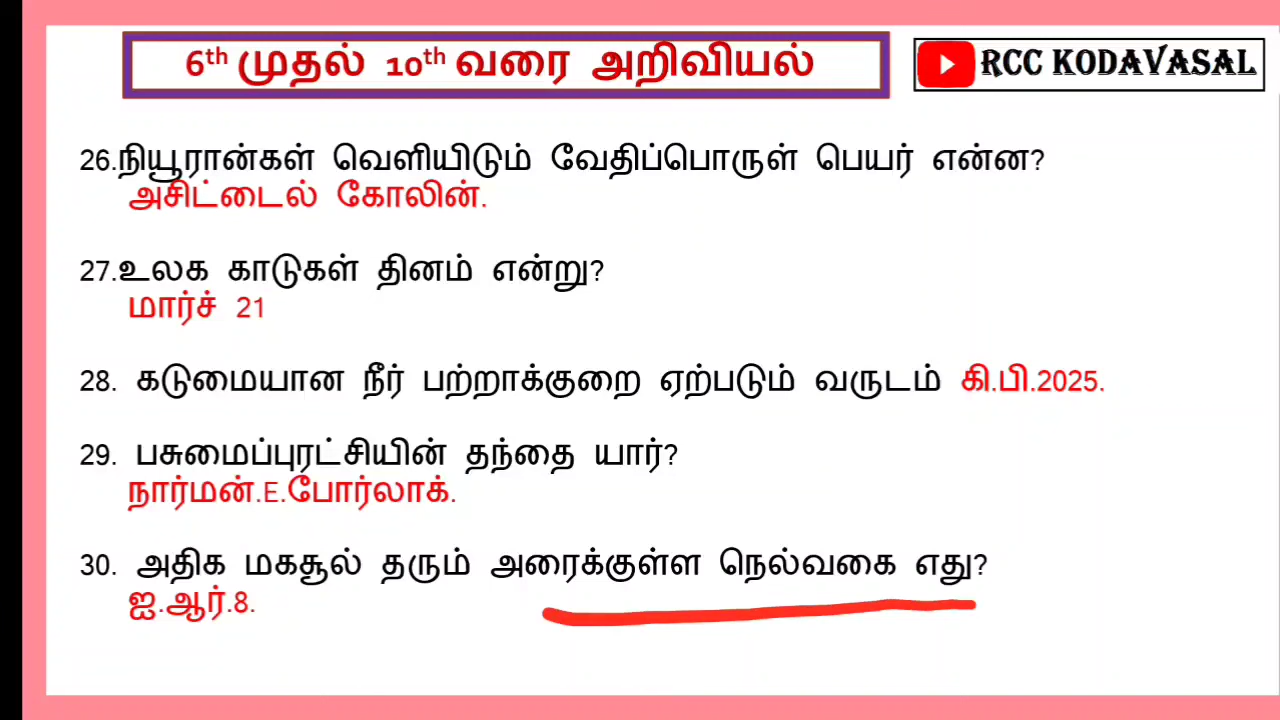 6th முதல் 10th வரை அறிவியல்
RCC KODAVASAL
26.நியூரான்கள் வெளியிடும் வேதிப்பொருள் பெயர் என்ன?
அசிட்டைல் கோலின்.
27.உலக காடுகள் தினம் என்று?
மார்ச் 21
28. கடுமையான நீர் பற்றாக்குறை ஏற்படும் வருடம் கி.பி.2025.
29. பசுமைப்புரட்சியின் தந்தை யார்?
நார்மன்.E.போர்லாக்.
30. அதிக மகசூல் தரும் அரைக்குள்ள நெல்வகை எது?
ஐ.ஆர்.8.